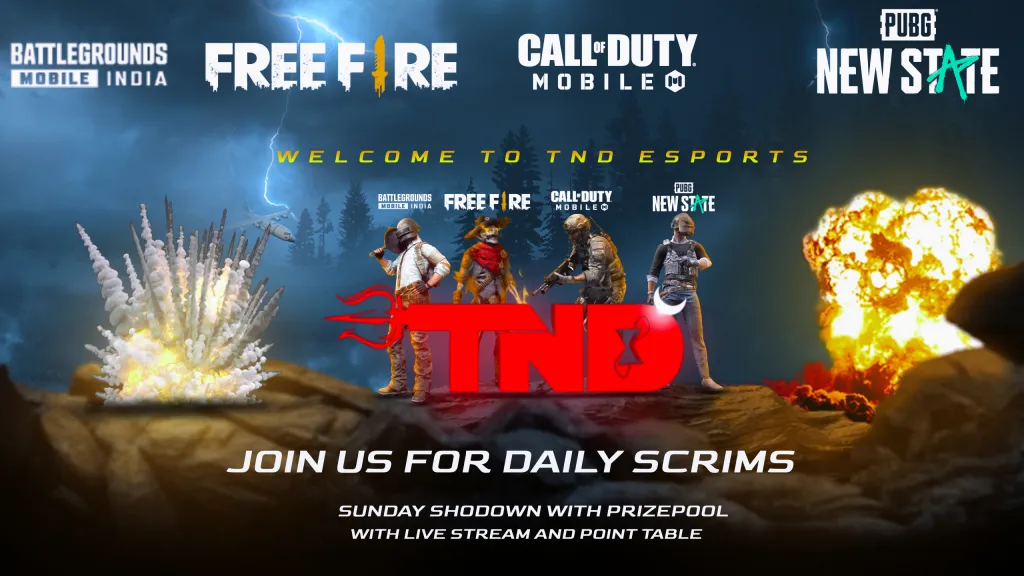 BATTLEGROUNDS
MOBILE INDIA
FREE FIRE
CALL OF DUTY
MOBILE
PUBG
NEW STATE
WELCOME TO TND ESPORTS
BATTLEGROUNDS
MOBILE INDIA
FREE FIRE
CALL OF DUTY
MOBILE
PUBG
NEW STATE
TND
JOIN US FOR DAILY SCRIMS
SUNDAY SHODOWN WITH PRIZEPOOL
WITH LIVE STREAM AND POINT TABLE